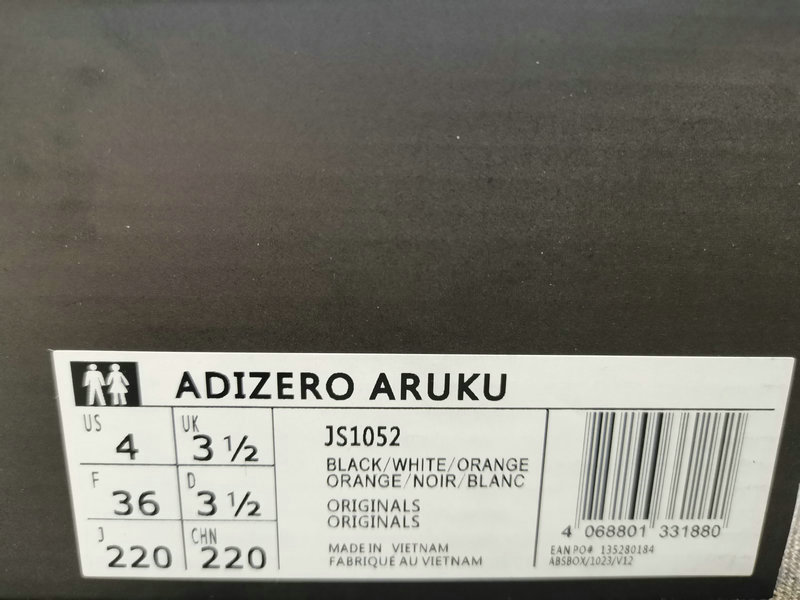 ADIZERO ARUKU
US 4 UK 3 ½
F 36 D 3 ½
J 220 CHN 220
JS1052
BLACK/WHITE/ORANGE
ORANGE/NOIR/BLANC
ORIGINALS
ORIGINALS
MADE IN VIETNAM
FABRIQUÉ AU VIETNAM
4 068801 331880
EAN PO# 135280184
ABSBOX/1023/V12